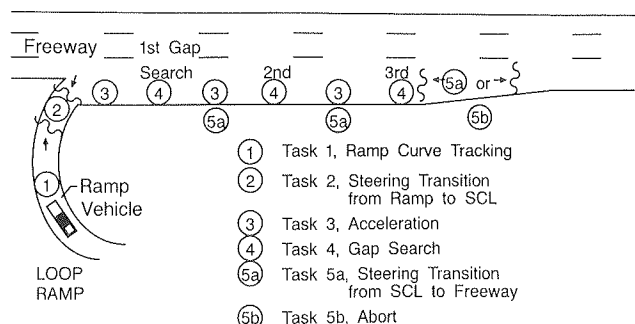 Freeway
1st Gap
Search
2nd
3rd
5a or
2
3
4
3
4
3
4
5a
5a
5b
1
Ramp
Vehicle
LOOP
RAMP
1 Task 1, Ramp Curve Tracking
2 Task 2, Steering Transition
from Ramp to SCL
3 Task 3, Acceleration
4 Task 4, Gap Search
5a Task 5a, Steering Transition
from SCL to Freeway
5b Task 5b, Abort